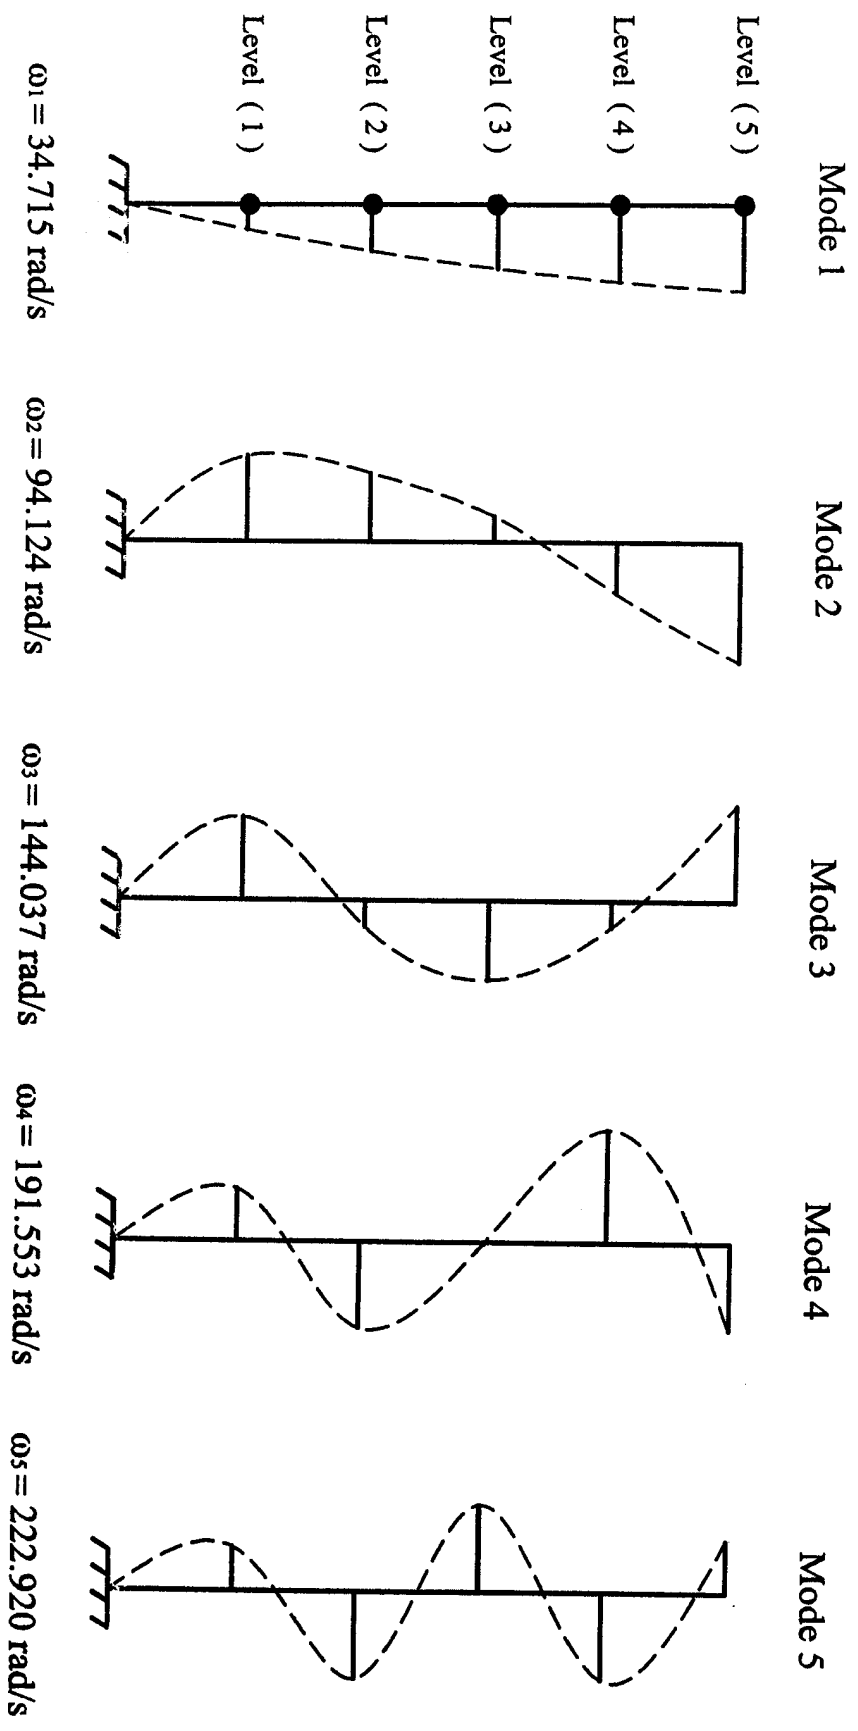 Mode 1
Mode 2
Mode 3
Mode 4
Mode 5
Level ( 5 )
Level ( 4 )
Level ( 3 )
Level ( 2 )
Level ( 1 )
ω1= 34.715 rad/s
ω2= 94.124 rad/s
ω3= 144.037 rad/s
ω4= 191.553 rad/s
ω5= 222.920 rad/s